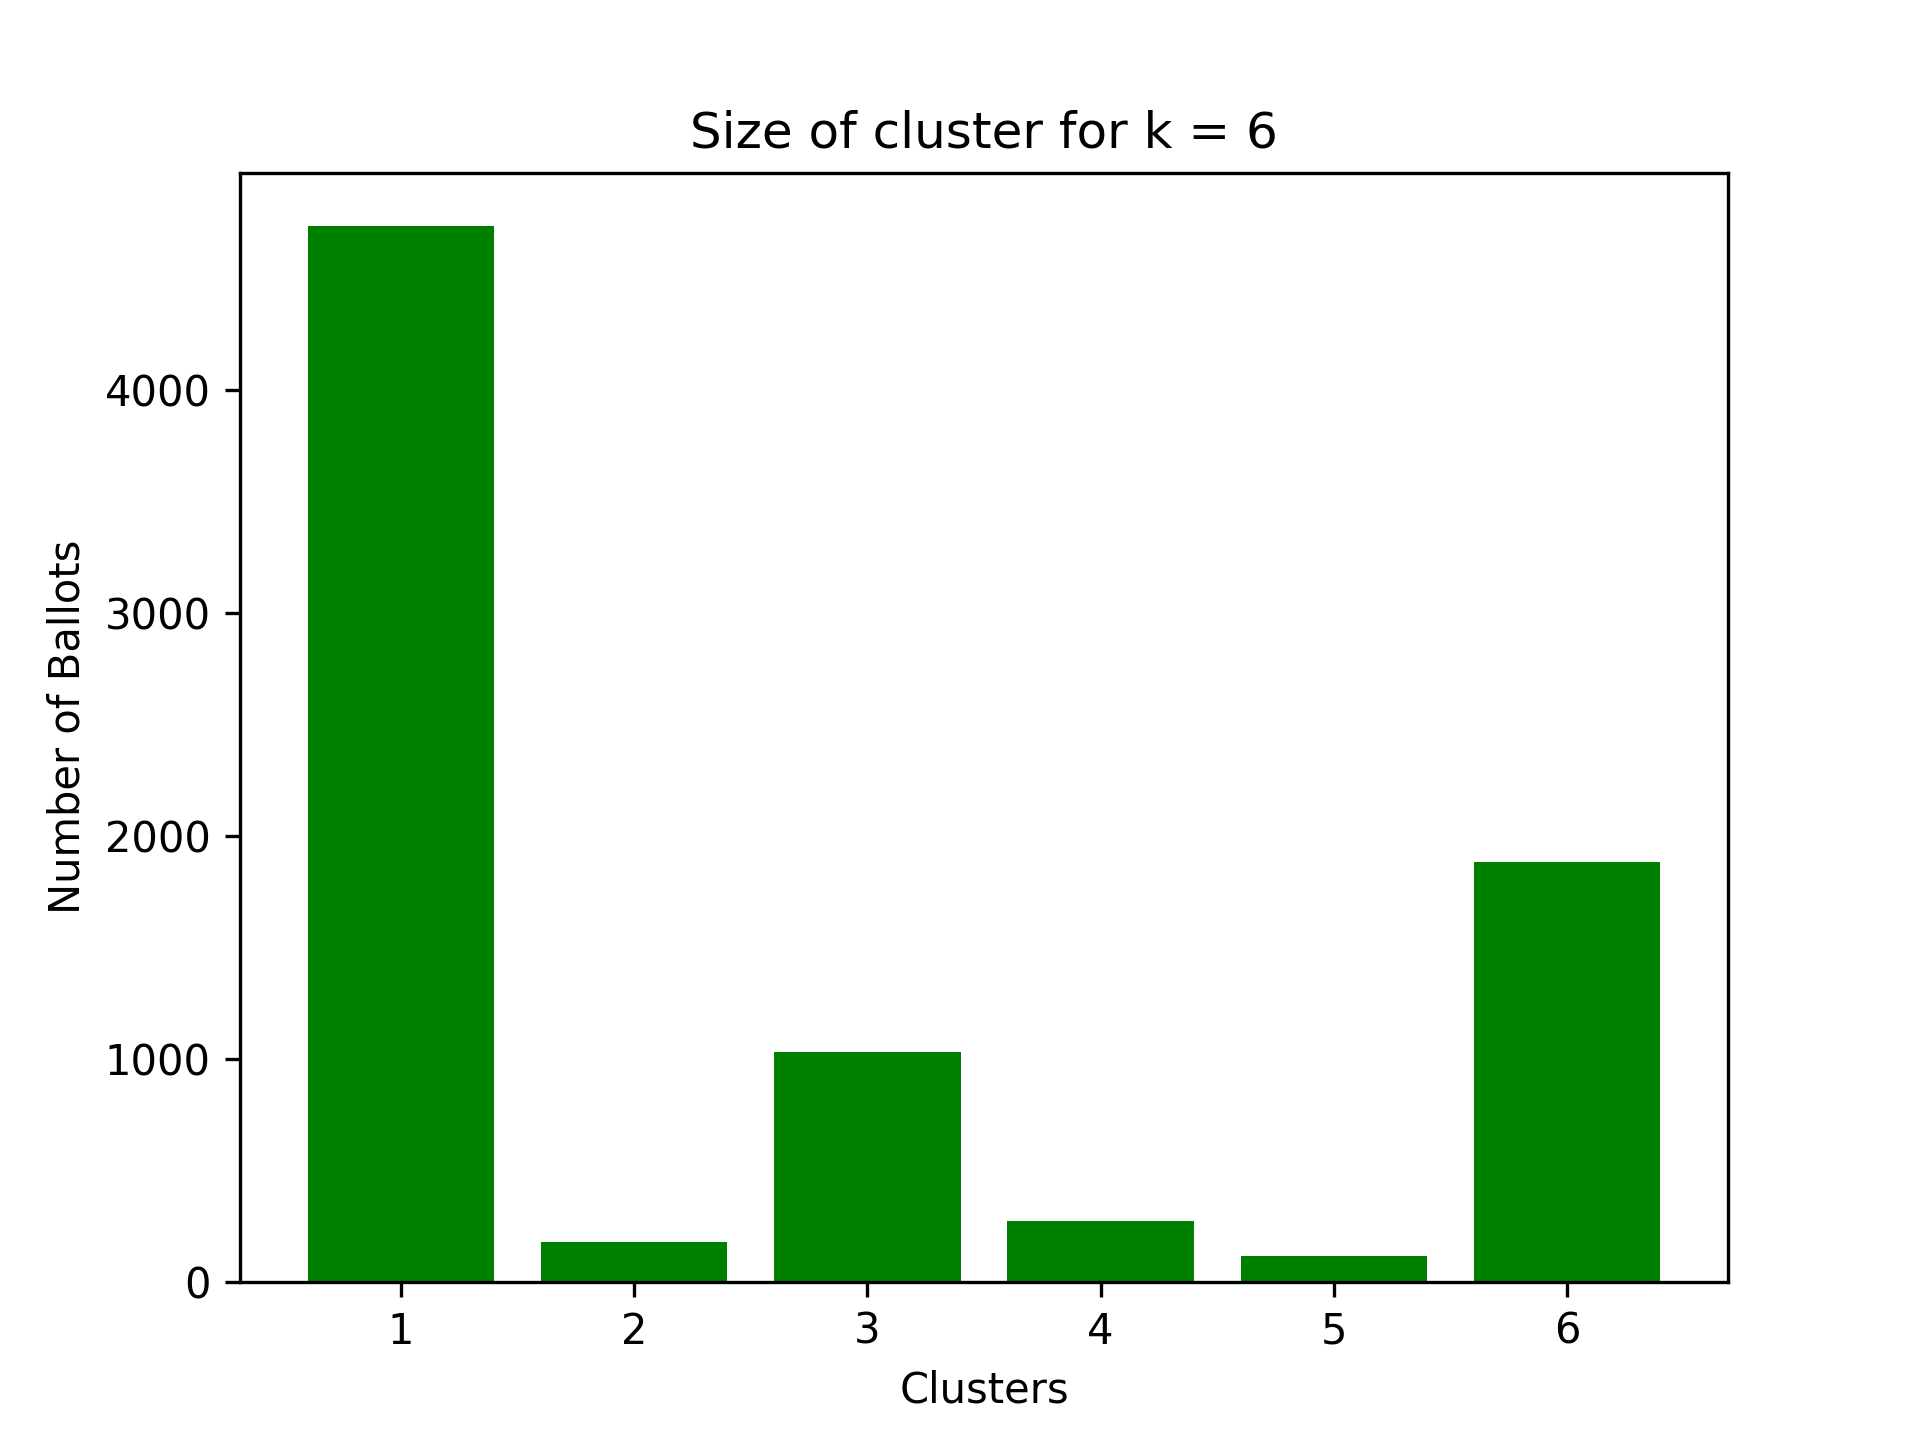 Size of cluster for k = 6
Number of Ballots
4000
3000
2000
1000
0
1 2 3 4 5 6
Clusters